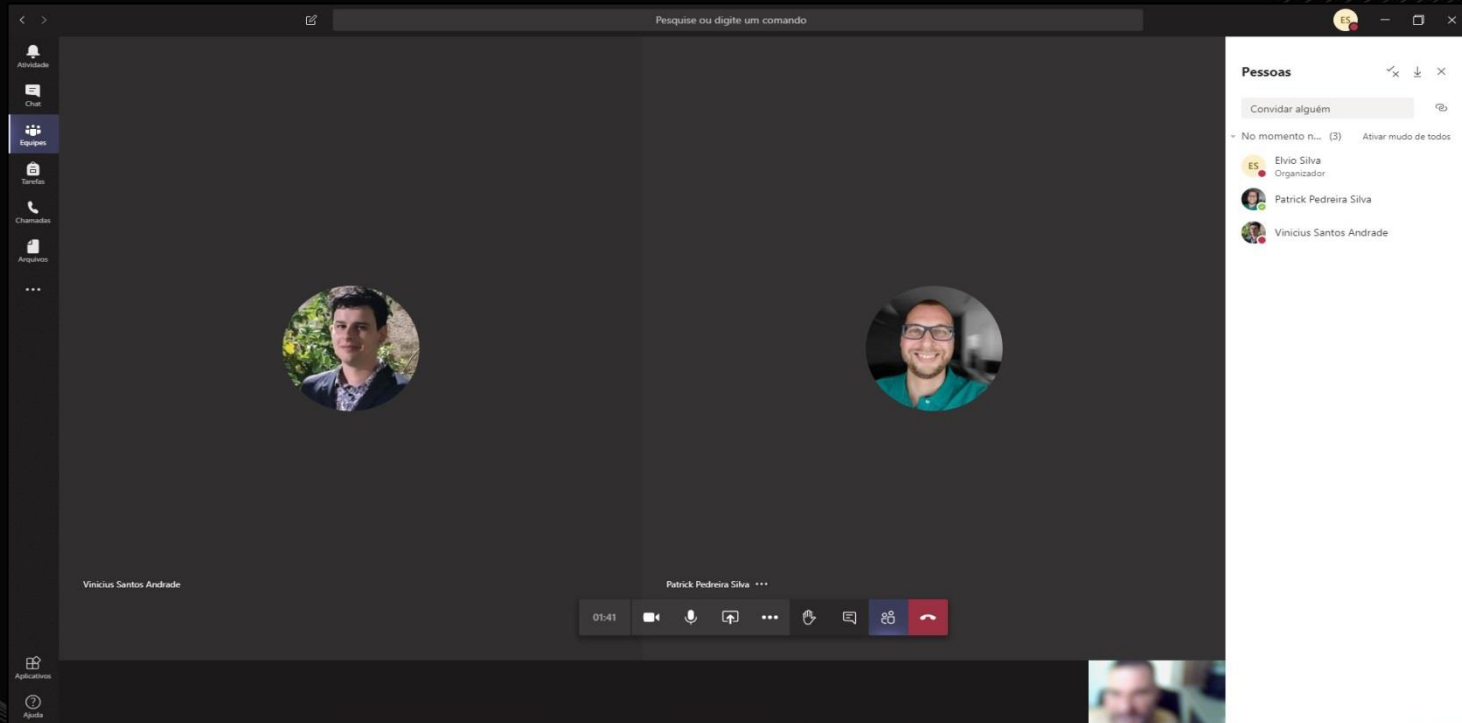 Pesquise ou digite um comando
ES
Atividade
Chat
Equipes
Tarefas
Chamadas
Arquivos
Aplicativos
Ajuda
Vinicius Santos Andrade
Patrick Pedreira Silva
01:41
Pessoas
Convidar alguém
No momento n... (3) Ativar mudo de todos
ES
Elvio Silva
Organizador
Patrick Pedreira Silva
Vinicius Santos Andrade